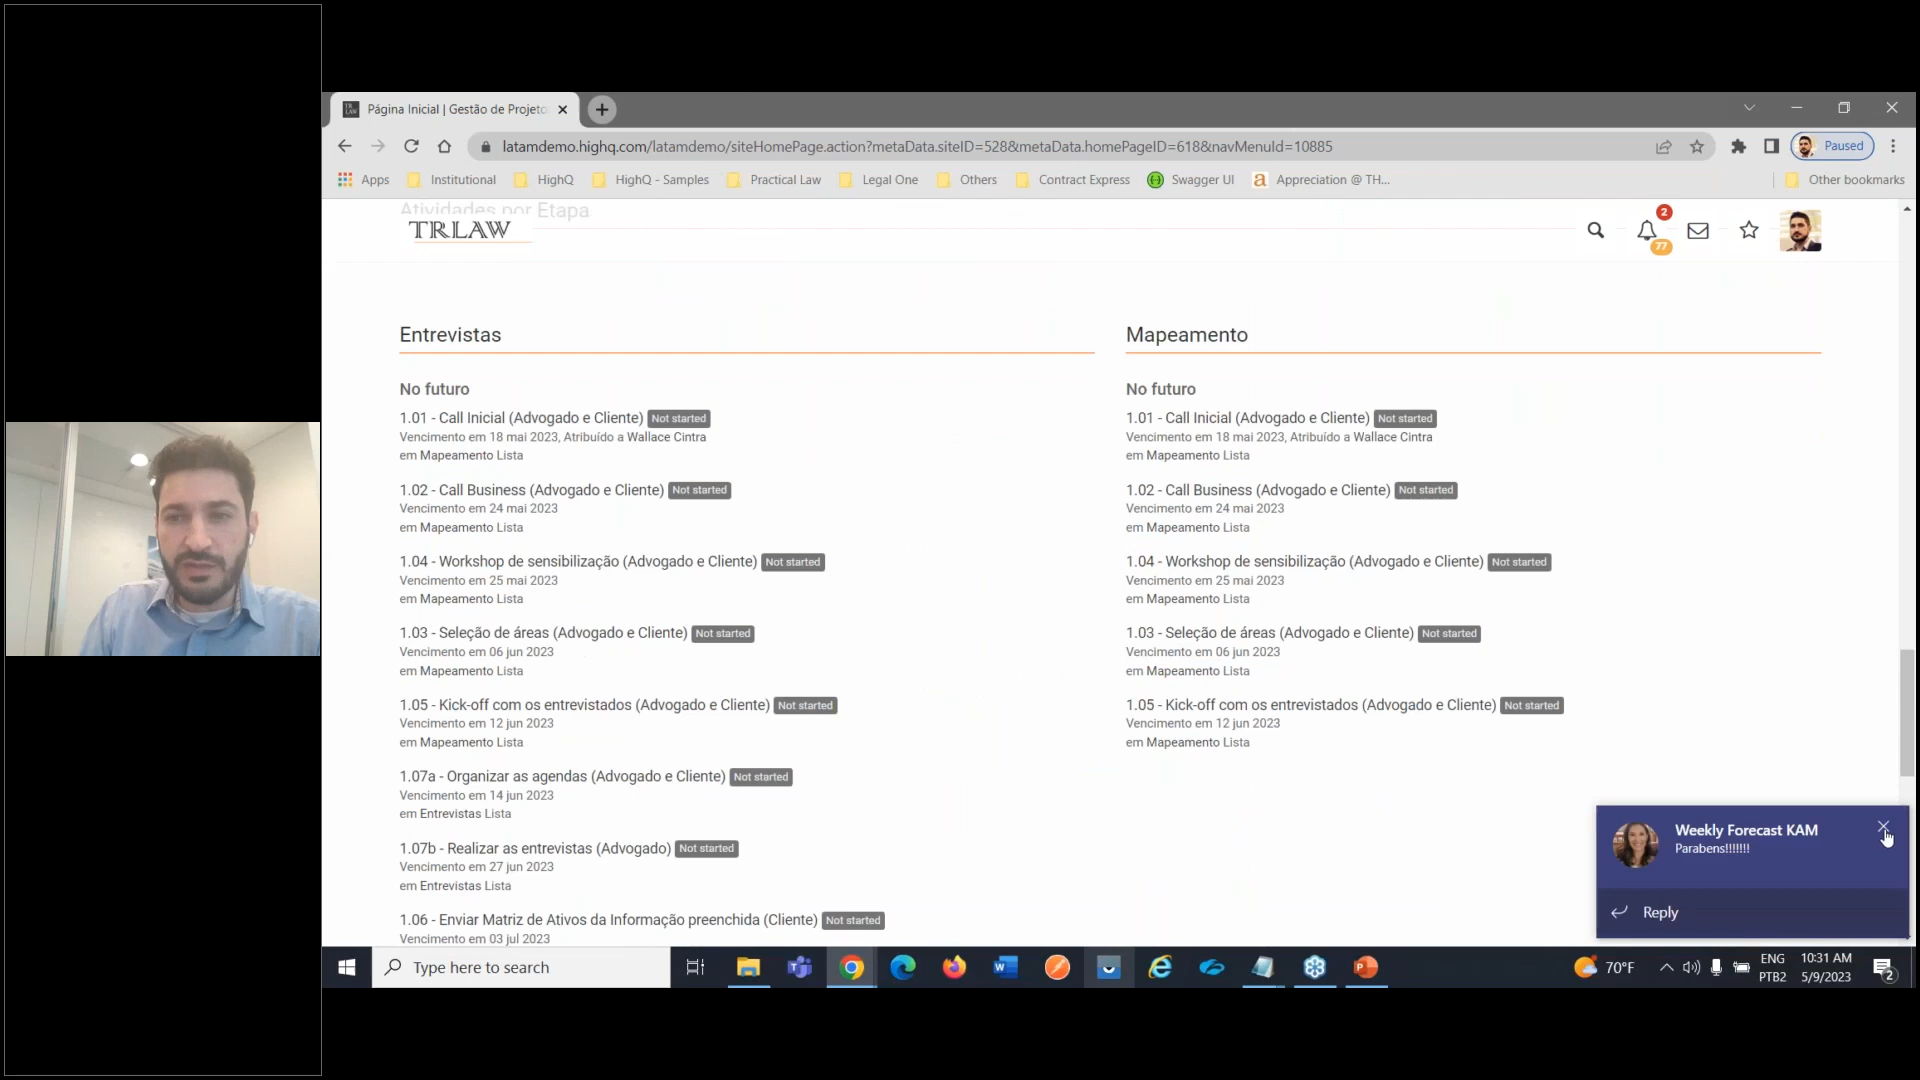 Página Inicial | Gestão de Projeto
latamdemo.highq.com/latamdemo/siteHomePage.action?metaData.siteID=528&metaData.homePageID=618&navMenuId=10885
Paused
Apps
Institutional
HighQ
HighQ - Samples
Practical Law
Legal One
Others
Contract Express
Swagger UI
Appreciation @ TH...
Other bookmarks
Atividades por Etapa
TRLAW
2
77
Entrevistas
No futuro
1.01 - Call Inicial (Advogado e Cliente) Not started
Vencimento em 18 mai 2023, Atribuído a Wallace Cintra
em Mapeamento Lista
1.02 - Call Business (Advogado e Cliente) Not started
Vencimento em 24 mai 2023
em Mapeamento Lista
1.04 - Workshop de sensibilização (Advogado e Cliente) Not started
Vencimento em 25 mai 2023
em Mapeamento Lista
1.03 - Seleção de áreas (Advogado e Cliente) Not started
Vencimento em 06 jun 2023
em Mapeamento Lista
1.05 - Kick-off com os entrevistados (Advogado e Cliente) Not started
Vencimento em 12 jun 2023
em Mapeamento Lista
1.07a - Organizar as agendas (Advogado e Cliente) Not started
Vencimento em 14 jun 2023
em Entrevistas Lista
1.07b - Realizar as entrevistas (Advogado) Not started
Vencimento em 27 jun 2023
em Entrevistas Lista
1.06 - Enviar Matriz de Ativos da Informação preenchida (Cliente) Not started
Vencimento em 03 jul 2023
Mapeamento
No futuro
1.01 - Call Inicial (Advogado e Cliente) Not started
Vencimento em 18 mai 2023, Atribuído a Wallace Cintra
em Mapeamento Lista
1.02 - Call Business (Advogado e Cliente) Not started
Vencimento em 24 mai 2023
em Mapeamento Lista
1.04 - Workshop de sensibilização (Advogado e Cliente) Not started
Vencimento em 25 mai 2023
em Mapeamento Lista
1.03 - Seleção de áreas (Advogado e Cliente) Not started
Vencimento em 06 jun 2023
em Mapeamento Lista
1.05 - Kick-off com os entrevistados (Advogado e Cliente) Not started
Vencimento em 12 jun 2023
em Mapeamento Lista
Weekly Forecast KAM
Parabens!!!!!!!
Reply
Type here to search
70°F
ENG
PTB2
10:31 AM
5/9/2023
2